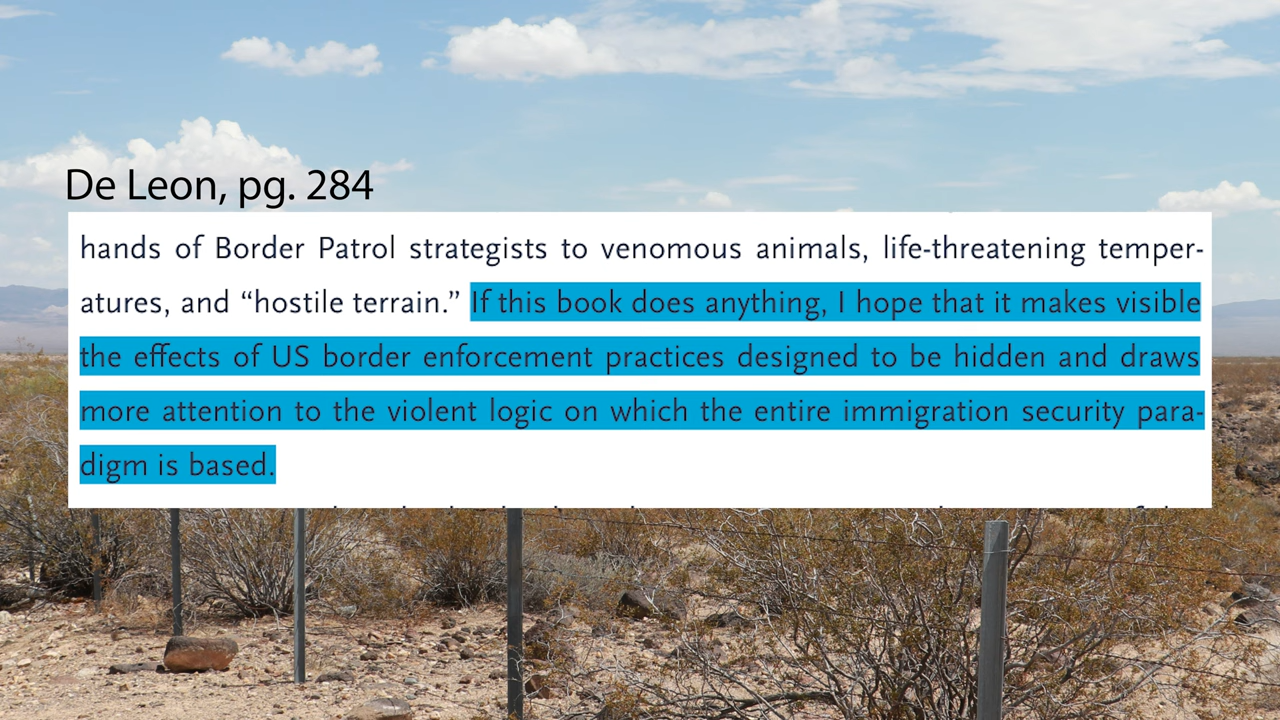 De Leon, pg. 284
hands of Border Patrol strategists to venomous animals, life-threatening temper-
atures, and “hostile terrain.” If this book does anything, I hope that it makes visible
the effects of US border enforcement practices designed to be hidden and draws
more attention to the violent logic on which the entire immigration security para-
digm is based.